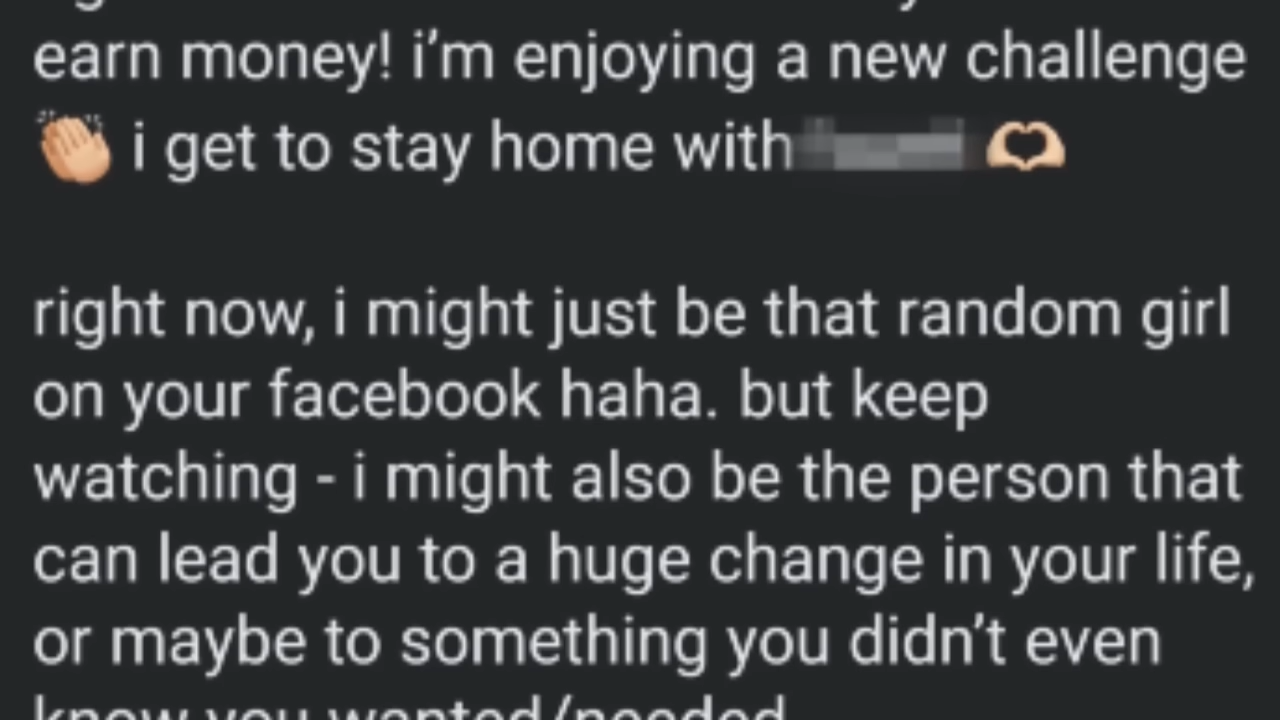 earn money! i’m enjoying a new challenge
👏🏼 i get to stay home with 🫶🏼
right now, i might just be that random girl
on your facebook haha. but keep
watching - i might also be the person that
can lead you to a huge change in your life,
or maybe to something you didn’t even
know you wanted/needed